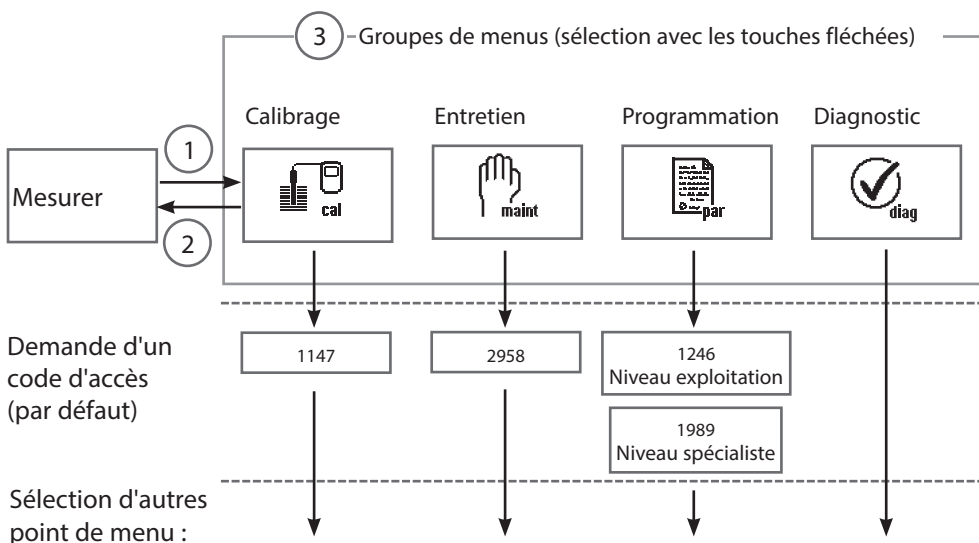 3 Groupes de menus (sélection avec les touches fléchées)
Calibrage Entretien Programmation Diagnostic
1
Mesurer
cal maint par diag
2
Demande d'un
code d'accès
(par défaut)
1147 2958 1246
Niveau exploitation
1989
Niveau spécialiste
Sélection d'autres
point de menu :